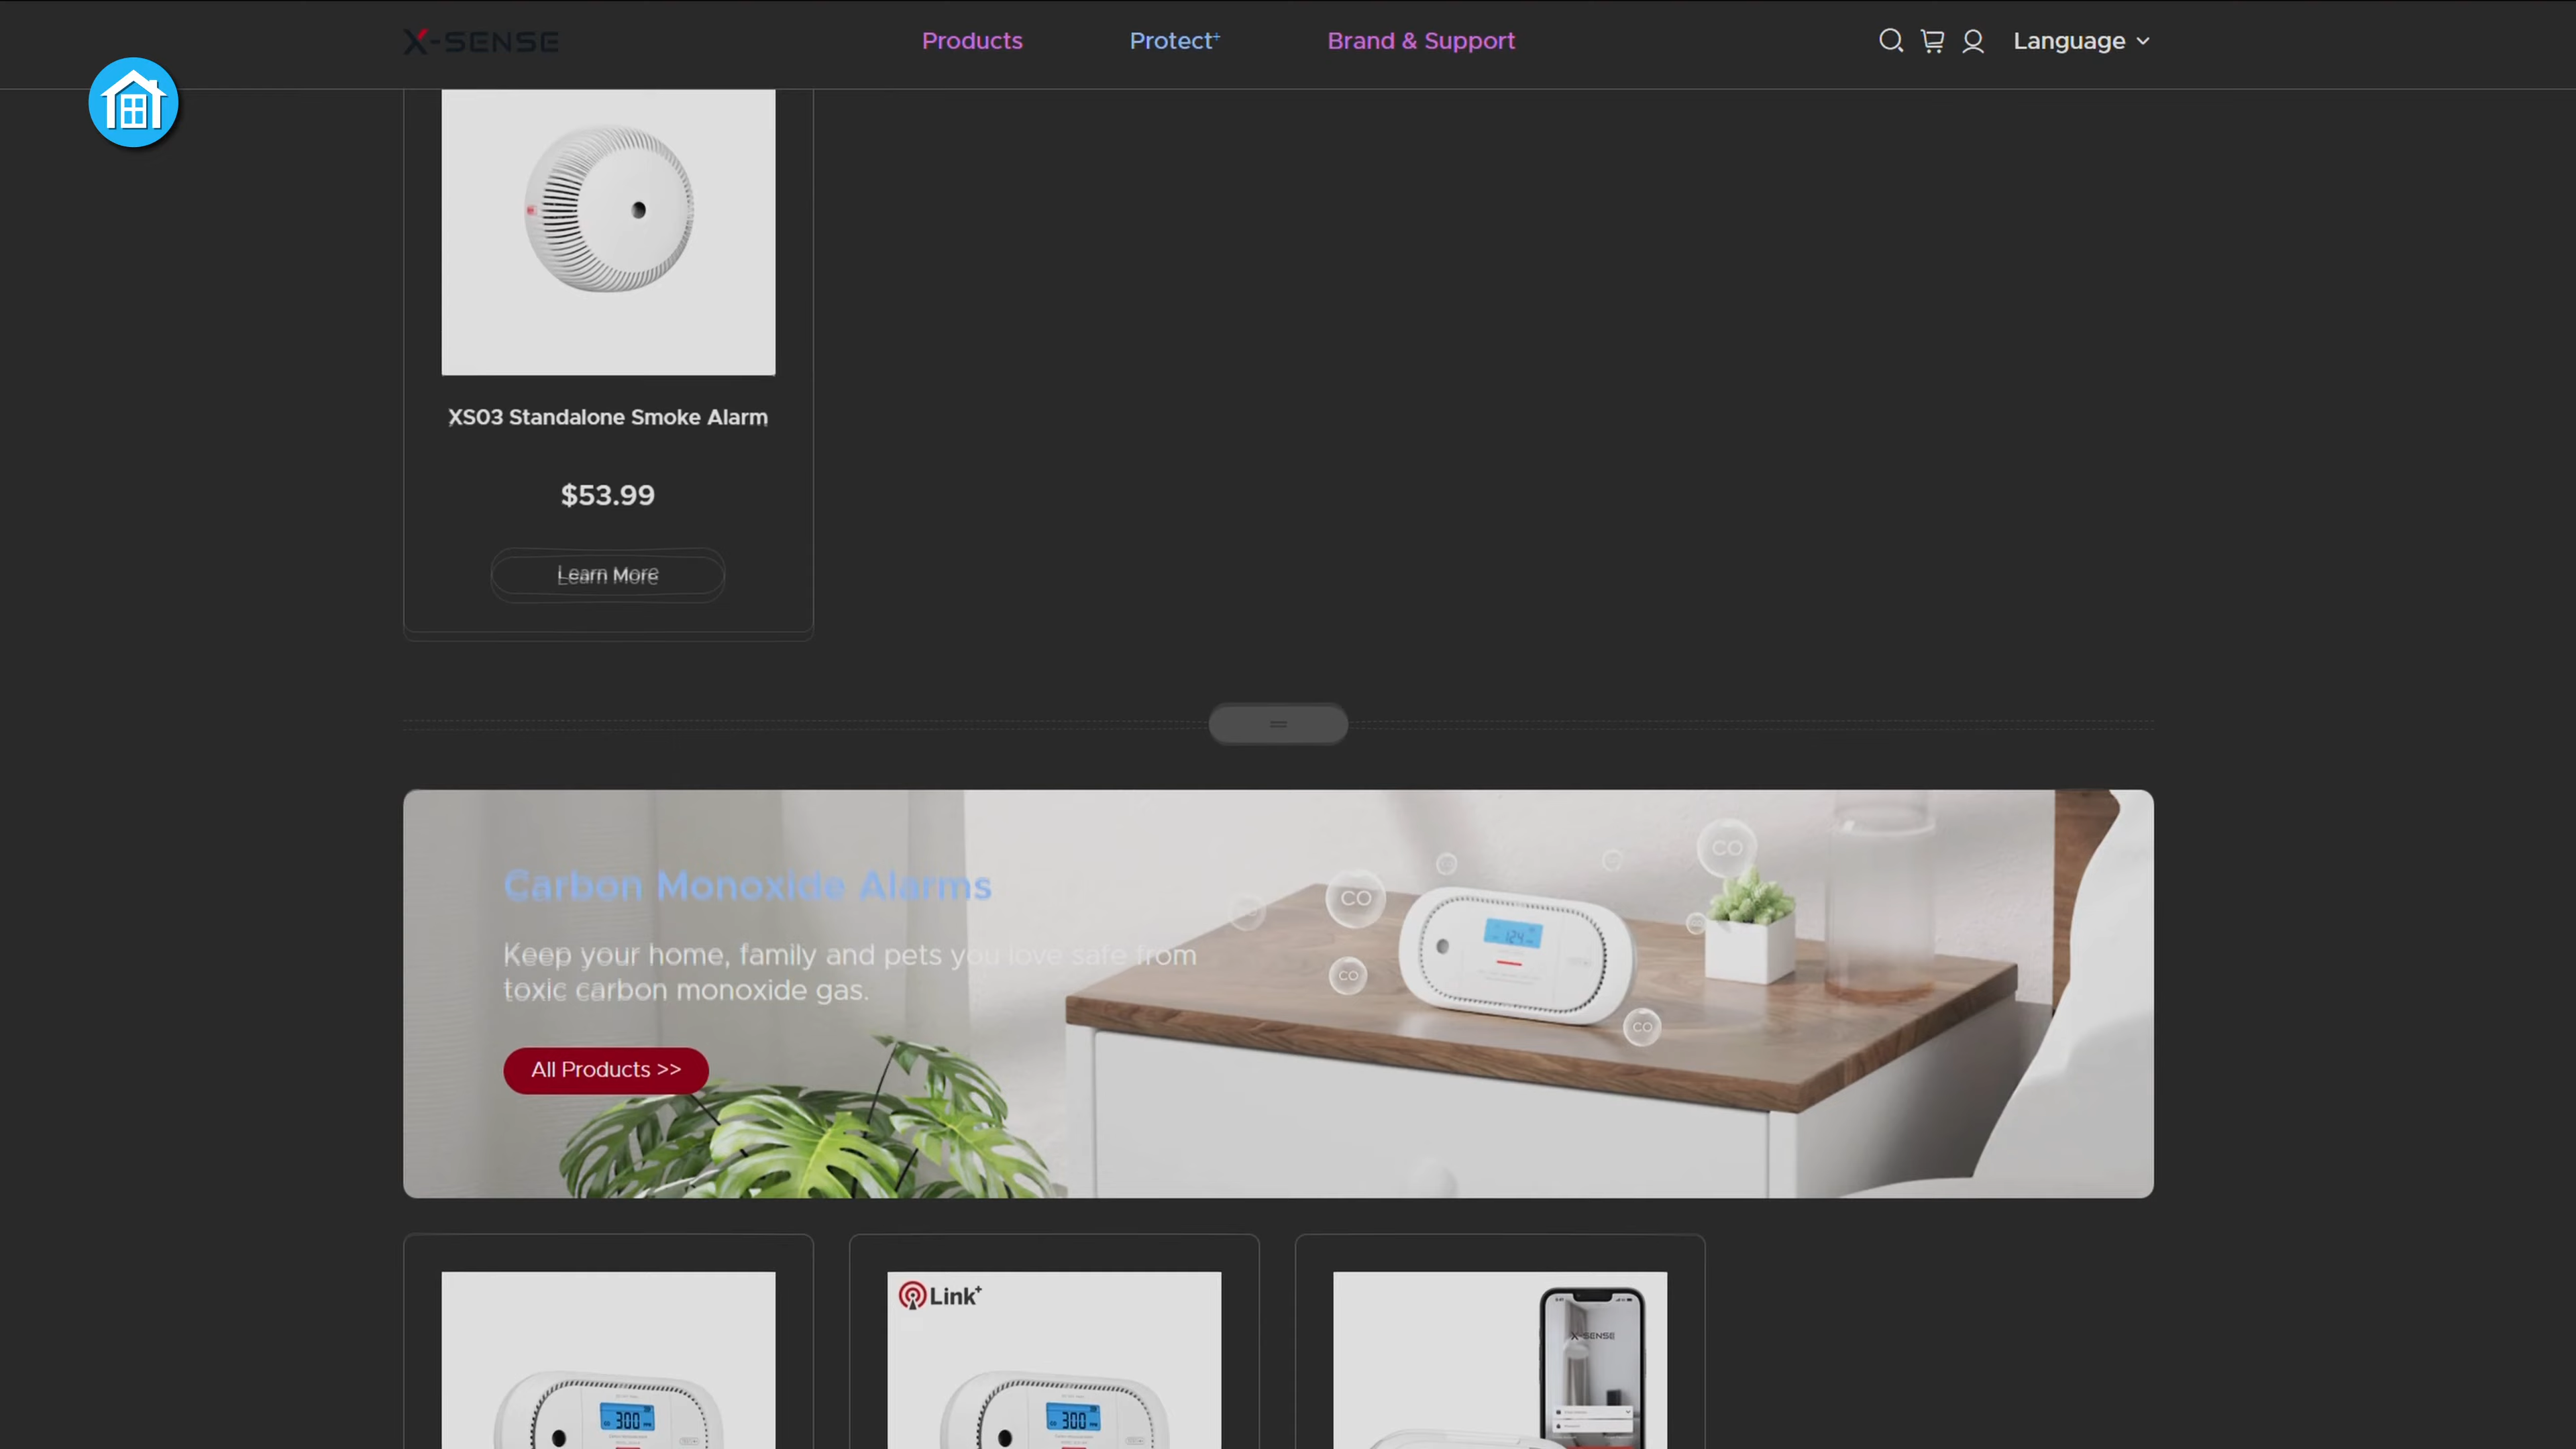 X-SENSE
Products
Protect+
Brand & Support
Language
XS03 Standalone Smoke Alarm
$53.99
Learn More
Carbon Monoxide Alarms
Keep your home, family and pets you love safe from
toxic carbon monoxide gas.
All Products >>
CO
CO
CO
CO
124
Link+
X-SENSE
300
300